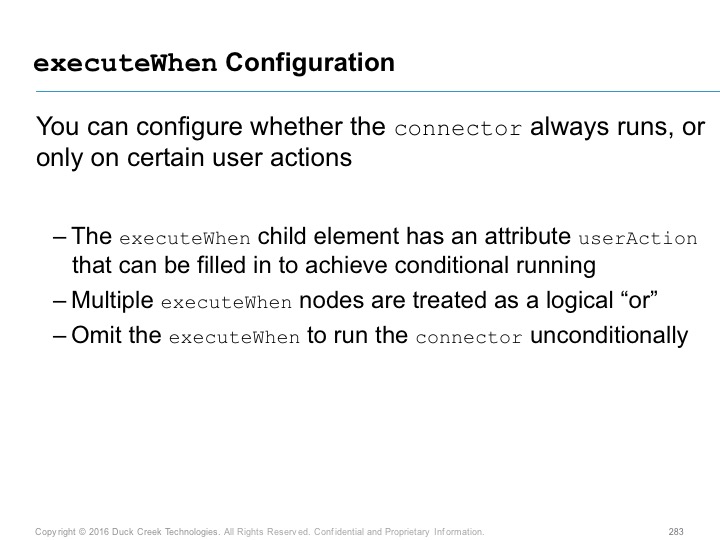 executeWhen Configuration
You can configure whether the connector always runs, or
only on certain user actions
– The executeWhen child element has an attribute userAction
that can be filled in to achieve conditional running
– Multiple executeWhen nodes are treated as a logical “or”
– Omit the executeWhen to run the connector unconditionally
Copyright © 2016 Duck Creek Technologies. All Rights Reserved. Confidential and Proprietary Information.
283